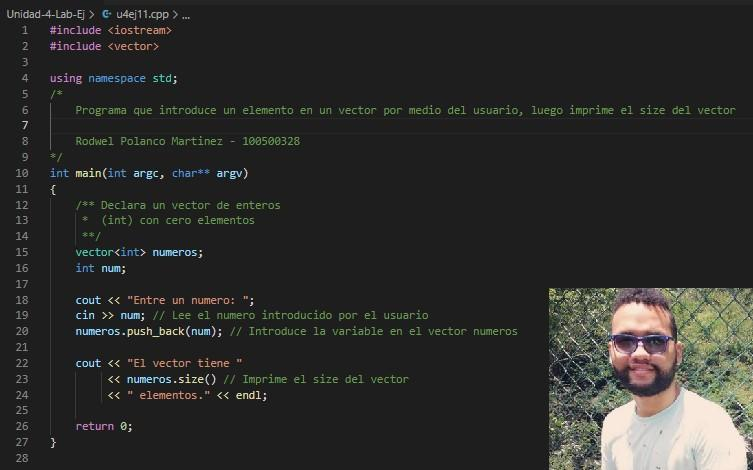 Unidad-4-Lab-Ej > u4ej11.cpp > ...
1 #include <iostream>
2 #include <vector>
3
4 using namespace std;
5 /*
6 Programa que introduce un elemento en un vector por medio del usuario, luego imprime el size del vector
7
8 Rodwel Polanco Martinez - 100500328
9 */
10 int main(int argc, char** argv)
11 {
12 /** Declara un vector de enteros
13 * (int) con cero elementos
14 **/
15 vector<int> numeros;
16 int num;
17
18 cout << "Entre un numero: ";
19 cin >> num; // Lee el numero introducido por el usuario
20 numeros.push_back(num); // Introduce la variable en el vector numeros
21
22 cout << "El vector tiene "
23 << numeros.size() // Imprime el size del vector
24 << " elementos." << endl;
25
26 return 0;
27 }
28